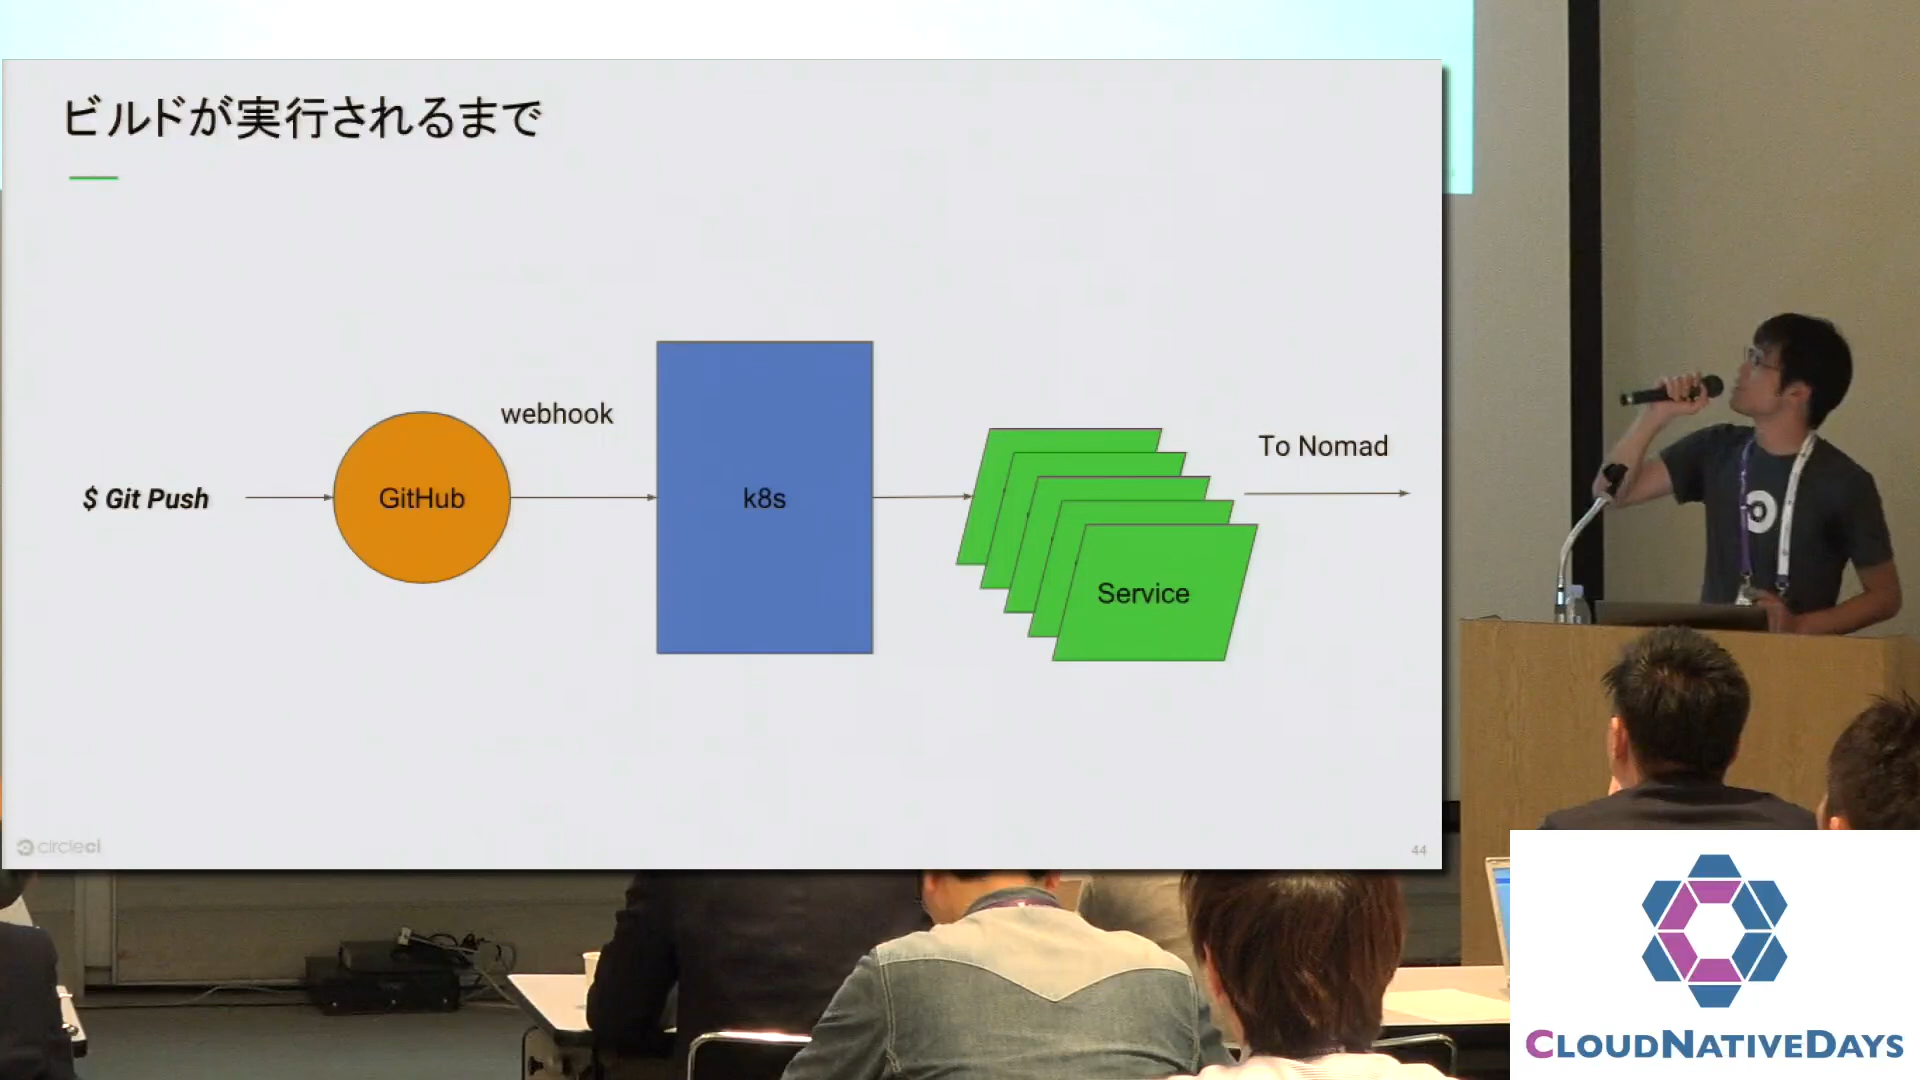 ビルドが実行されるまで
$ Git Push
GitHub
webhook
k8s
Service
To Nomad
circleci
44
CLOUDNATIVEDAYS